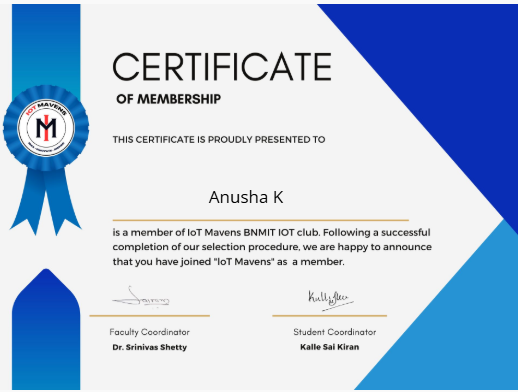 IOT MAVENS
CERTIFICATE
OF MEMBERSHIP
THIS CERTIFICATE IS PROUDLY PRESENTED TO
Anusha K
is a member of IoT Mavens BNMIT IOT club. Following a successful
completion of our selection procedure, we are happy to announce
that you have joined "IoT Mavens" as a member.
Faculty Coordinator
Dr. Srinivas Shetty
Student Coordinator
Kalle Sai Kiran